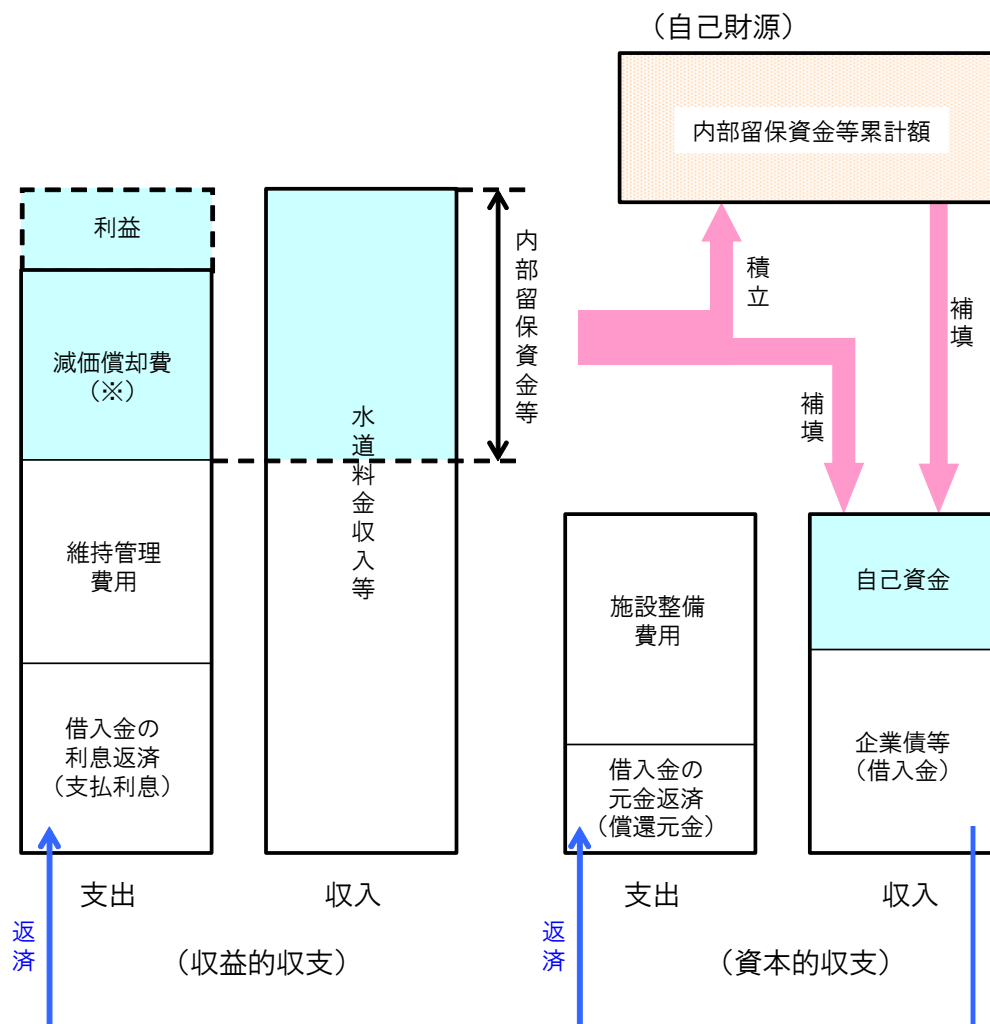 （自己財源）
内部留保資金等累計額
利益
減価償却費
（※）
維持管理
費用
借入金の
利息返済
（支払利息）
水道料金収入等
内部留保資金等
積立
補填
補填
施設整備
費用
借入金の
元金返済
（償還元金）
自己資金
企業債等
（借入金）
支出
収入
支出
収入
返済
（収益的収支）
返済
（資本的収支）